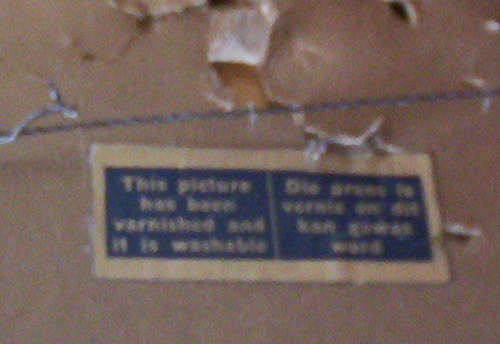 This picture
has been
varnished and
it is washable
Die prent is
vernis en dit
kan gewas
word